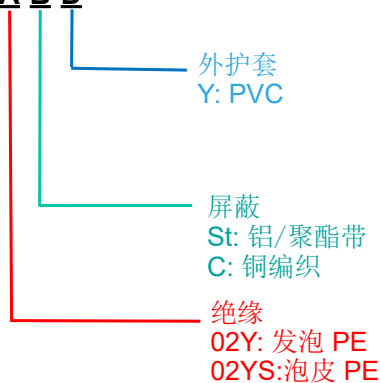 外护套
Y: PVC
屏蔽
St: 铝/聚酯带
C: 铜编织
绝缘
02Y: 发泡 PE
02YS:泡皮 PE